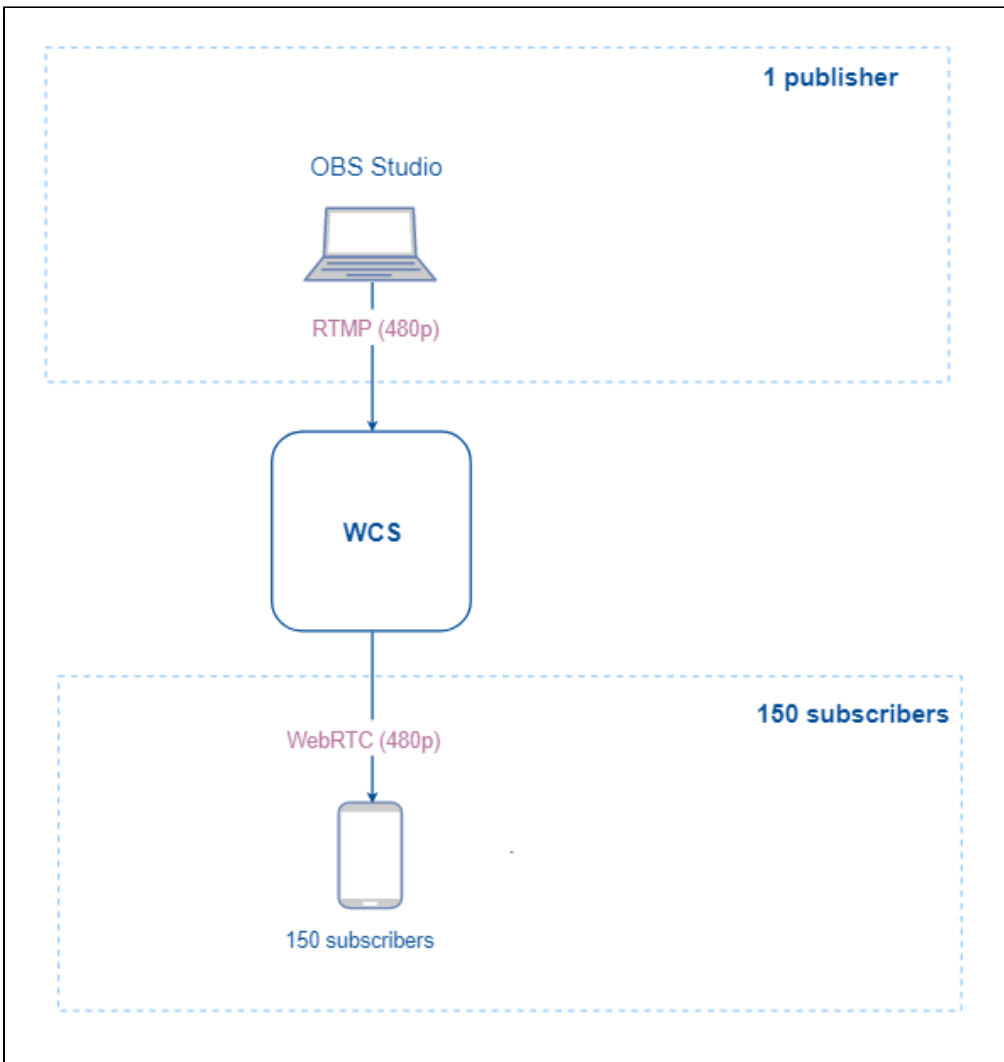 1 publisher
OBS Studio
RTMP (480p)
WCS
150 subscribers
WebRTC (480p)
150 subscribers